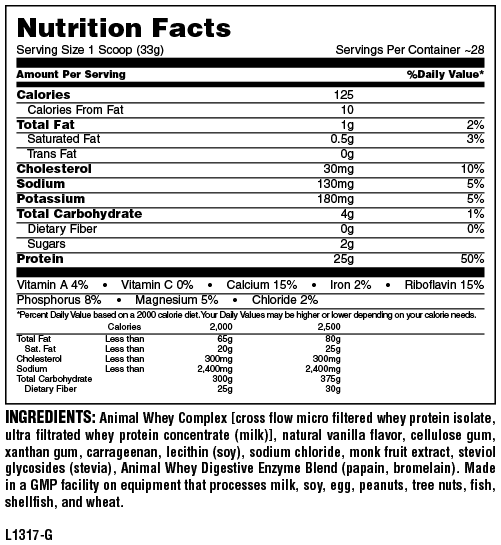 Nutrition Facts
Serving Size 1 Scoop (33g) Servings Per Container ~28
Amount Per Serving %Daily Value*
Calories 125
Calories From Fat 10
Total Fat 1g 2%
Saturated Fat 0.5g 3%
Trans Fat 0g
Cholesterol 30mg 10%
Sodium 130mg 5%
Potassium 180mg 5%
Total Carbohydrate 4g 1%
Dietary Fiber 0g 0%
Sugars 2g
Protein 25g 50%
Vitamin A 4% • Vitamin C 0% • Calcium 15% • Iron 2% • Riboflavin 15%
Phosphorus 8% • Magnesium 5% • Chloride 2%
*Percent Daily Value based on a 2000 calorie diet. Your Daily Values may be higher or lower depending on your calorie needs.
Calories 2,000 2,500
Total Fat Less than 65g 80g
Sat. Fat Less than 20g 25g
Cholesterol Less than 300mg 300mg
Sodium Less than 2,400mg 2,400mg
Total Carbohydrate 300g 375g
Dietary Fiber 25g 30g
INGREDIENTS: Animal Whey Complex [cross flow micro filtered whey protein isolate,
ultra filtrated whey protein concentrate (milk)], natural vanilla flavor, cellulose gum,
xanthan gum, carrageenan, lecithin (soy), sodium chloride, monk fruit extract, steviol
glycosides (stevia), Animal Whey Digestive Enzyme Blend (papain, bromelain). Made
in a GMP facility on equipment that processes milk, soy, egg, peanuts, tree nuts, fish,
shellfish, and wheat.
L1317-G